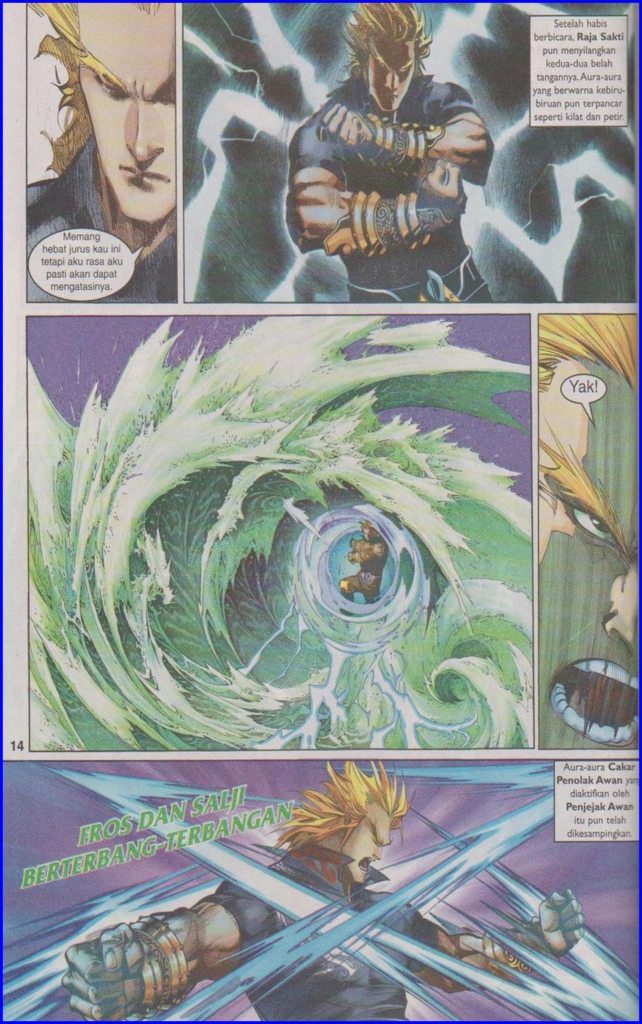 Memang
hebat jurus kau ini
tetapi aku rasa aku
pasti akan dapat
mengatasinya.
Setelah habis
berbicara, Raja Sakti
pun menyilangkan
kedua-dua belah
tangannya. Aura-aura
yang berwarna kebiru-
biruan pun terpancar
seperti kilat dan petir.
Yak!
14
FROS DAN SALJI
BERTERBANG-TERBANGAN
Aura-aura Cakar
Penolak Awan yang
diaktifkan oleh
Penjejak Awan
itu pun telah
dikesampingkan.